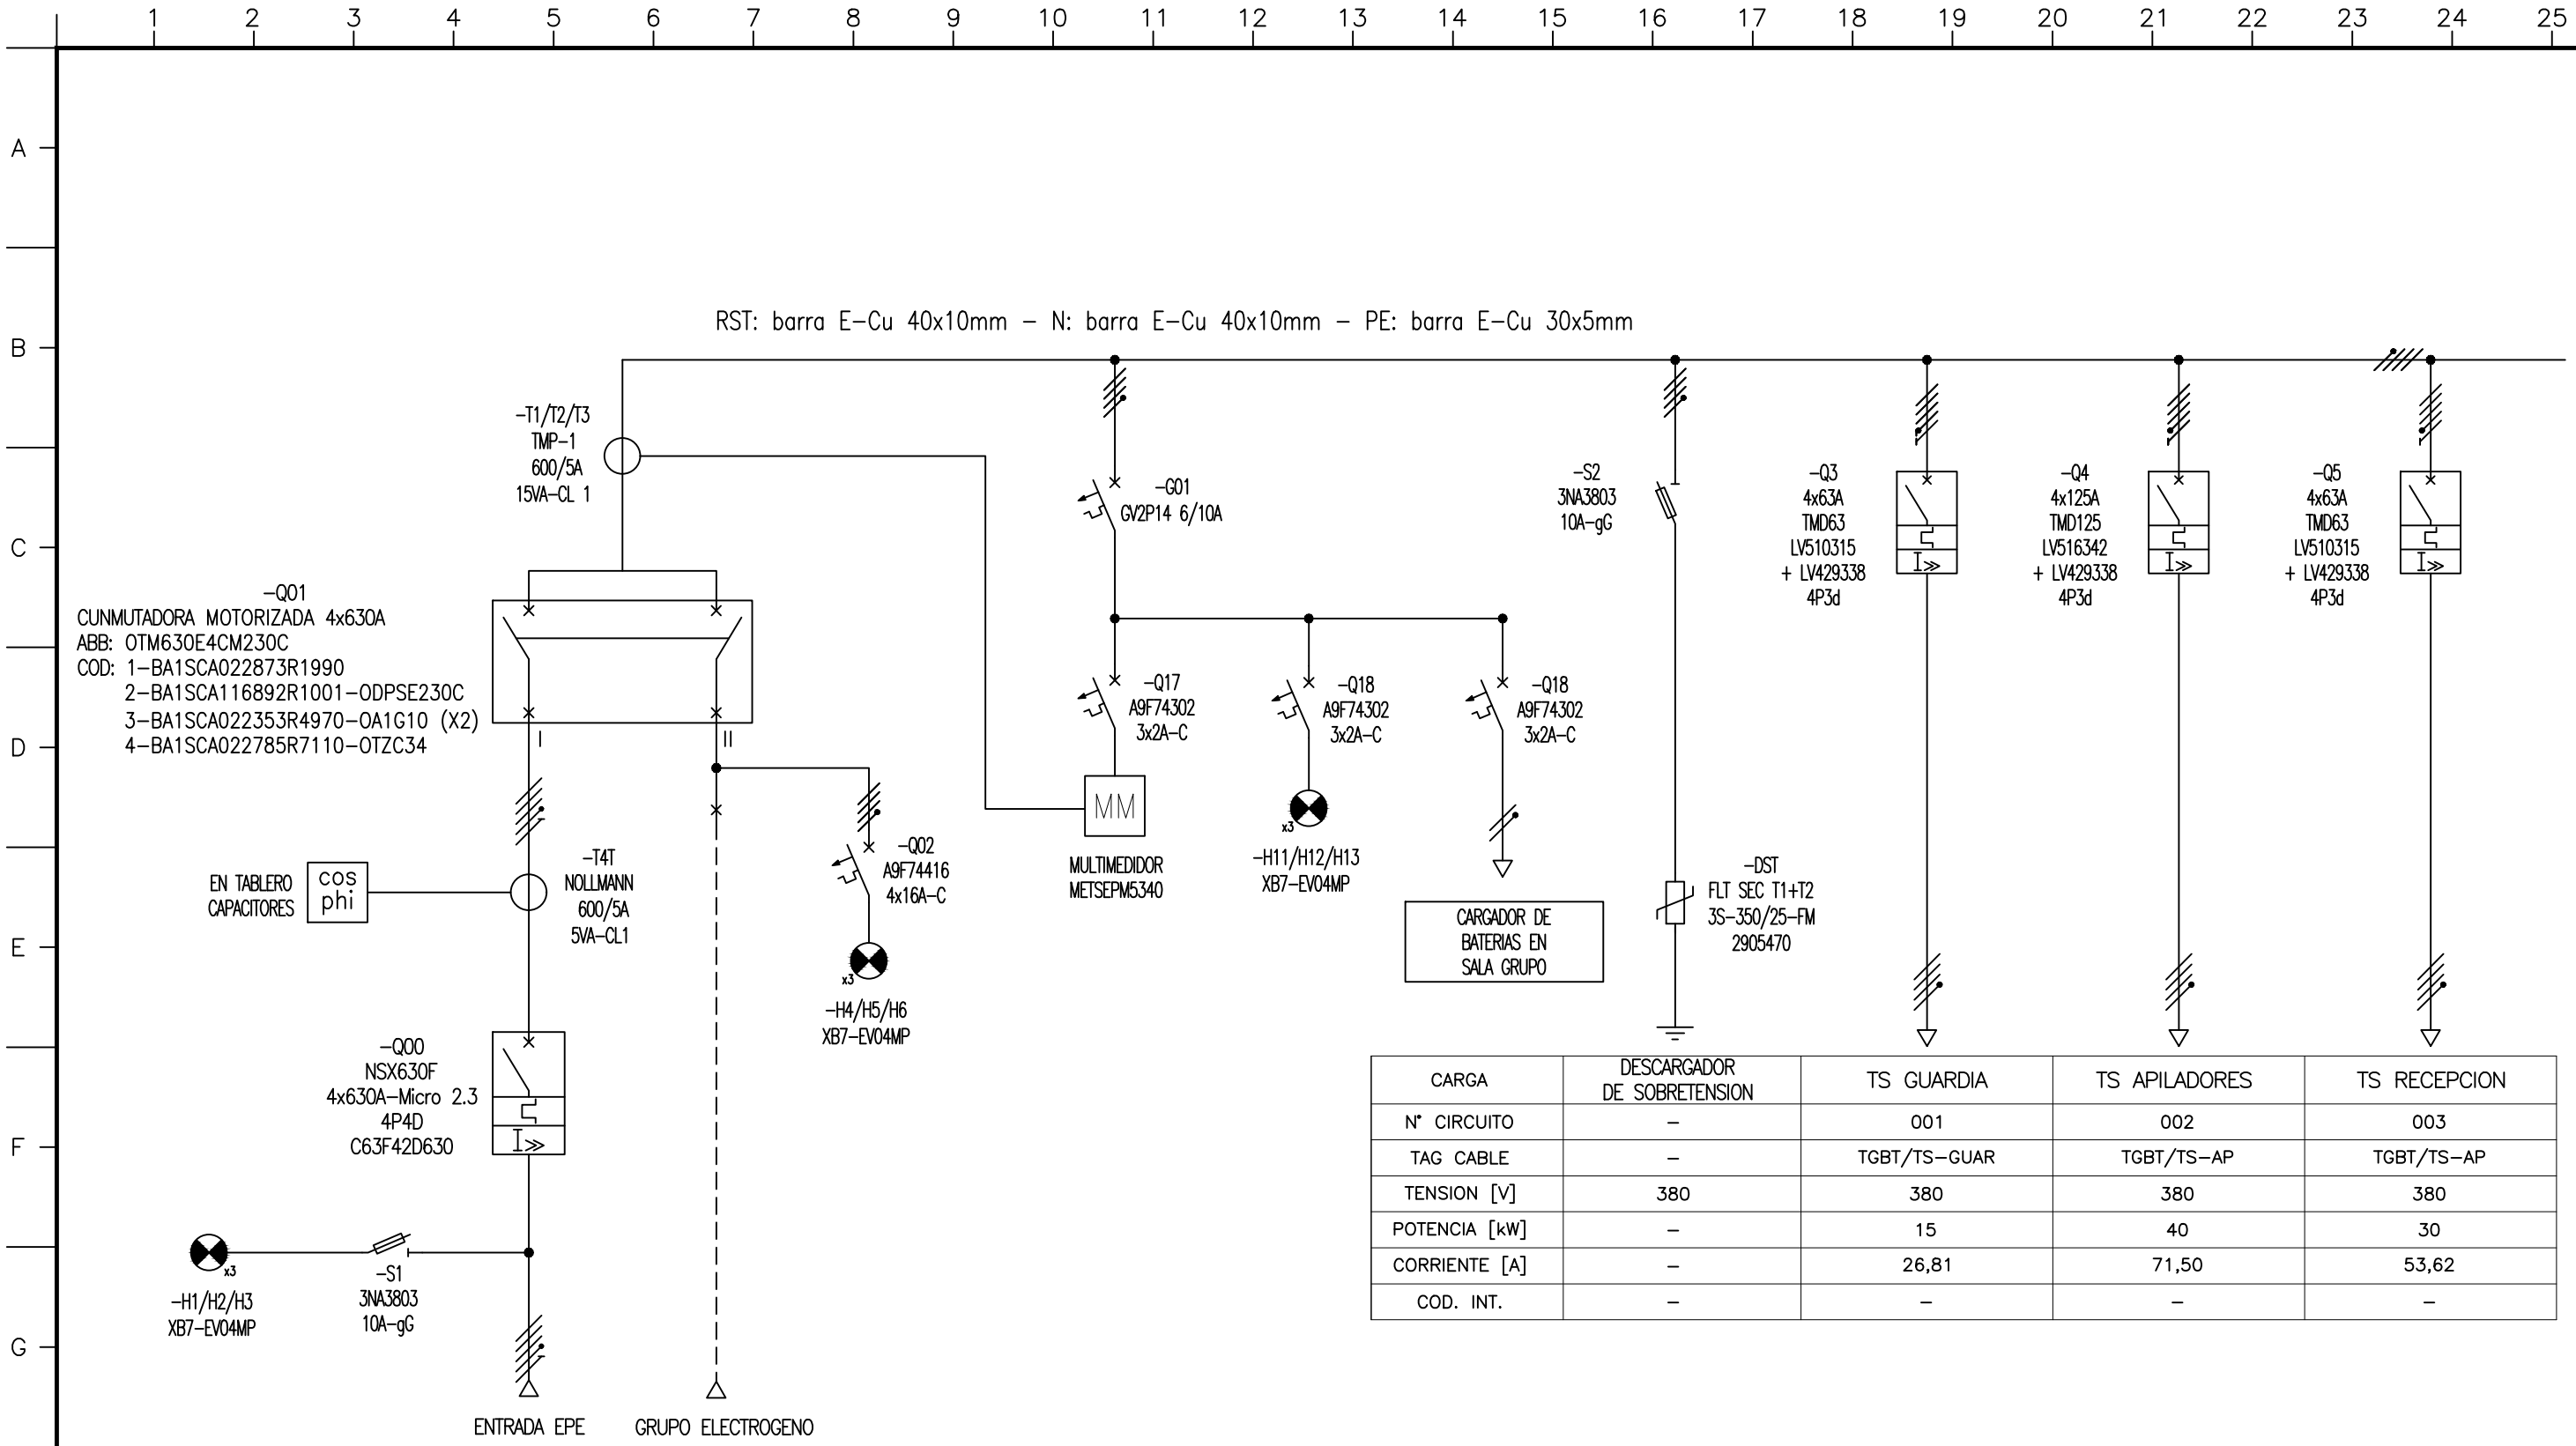 1 2 3 4 5 6 7 8 9 10 11 12 13 14 15 16 17 18 19 20 21 22 23 24 25
A
B
C
D
E
F
G
RST: barra E-Cu 40x10mm - N: barra E-Cu 40x10mm - PE: barra E-Cu 30x5mm
-T1/T2/T3
TMP-1
600/5A
15VA-CL 1
-Q01
CUNMUTADORA MOTORIZADA 4x630A
ABB: OTM630E4CM230C
COD: 1-BA1SCA022873R1990
2-BA1SCA116892R1001-ODPSE230C
3-BA1SCA022353R4970-OA1G10 (X2)
4-BA1SCA022785R7110-OTZC34
I
II
EN TABLERO
CAPACITORES
cos
phi
-T4T
NOLLMANN
600/5A
5VA-CL1
-Q02
A9F74416
4x16A-C
x3
-H4/H5/H6
XB7-EV04MP
-Q00
NSX630F
4x630A-Micro 2.3
4P4D
C63F42D630
I>>
x3
-H1/H2/H3
XB7-EV04MP
-S1
3NA3803
10A-gG
ENTRADA EPE
GRUPO ELECTROGENO
-G01
GV2P14 6/10A
-Q17
A9F74302
3x2A-C
-Q18
A9F74302
3x2A-C
-Q18
A9F74302
3x2A-C
MM
MULTIMEDIDOR
METSEPM5340
x3
-H11/H12/H13
XB7-EV04MP
CARGADOR DE
BATERIAS EN
SALA GRUPO
-S2
3NA3803
10A-gG
-DST
FLT SEC T1+T2
3S-350/25-FM
2905470
-Q3
4x63A
TMD63
LV510315
+ LV429338
4P3d
I>>
-Q4
4x125A
TMD125
LV516342
+ LV429338
4P3d
I>>
-Q5
4x63A
TMD63
LV510315
+ LV429338
4P3d
I>>
CARGA DESCARGADOR DE SOBRETENSION TS GUARDIA TS APILADORES TS RECEPCION
N° CIRCUITO - 001 002 003
TAG CABLE - TGBT/TS-GUAR TGBT/TS-AP TGBT/TS-AP
TENSION [V] 380 380 380 380
POTENCIA [kW] - 15 40 30
CORRIENTE [A] - 26,81 71,50 53,62
COD. INT. - - - -